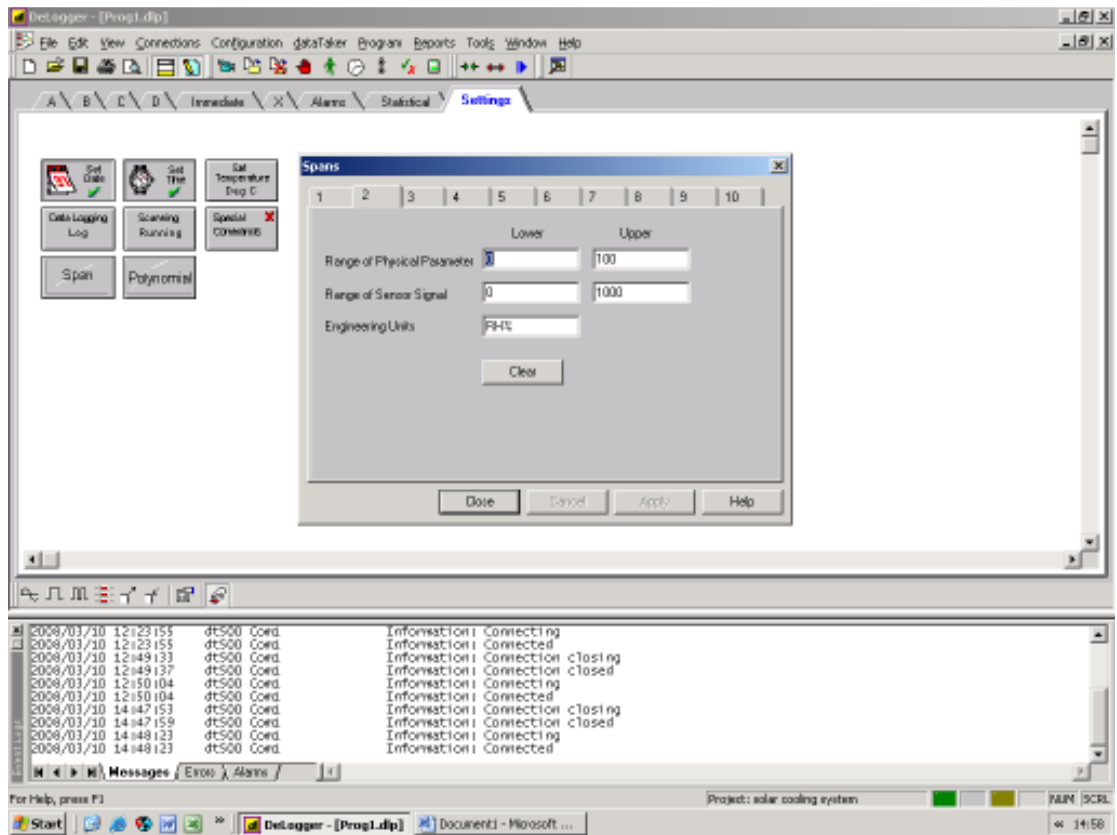 DeLogger - [Prog1.dlp]
File Edit View Connections Configuration dataTaker Program Reports Tools Window Help
A B C D Immediate X Alarms Statistical Settings
Set Date
Set Time
Set Temperature Deg C
Data Logging Log
Scanning Running
Special Commands
Span
Polynomial
Spans
1 2 3 4 5 6 7 8 9 10
Lower Upper
Range of Physical Parameter 0 100
Range of Sensor Signal 0 1000
Engineering Units RH%
Clear
Close Cancel Apply Help
2008/03/10 12:23:55 dt500 Cord. Information: Connecting
2008/03/10 12:23:55 dt500 Cord. Information: Connected
2008/03/10 12:49:33 dt500 Cord. Information: Connection closing
2008/03/10 12:49:37 dt500 Cord. Information: Connection closed
2008/03/10 12:50:04 dt500 Cord. Information: Connecting
2008/03/10 12:50:04 dt500 Cord. Information: Connected
2008/03/10 14:47:53 dt500 Cord. Information: Connection closing
2008/03/10 14:47:59 dt500 Cord. Information: Connection closed
2008/03/10 14:48:23 dt500 Cord. Information: Connecting
2008/03/10 14:48:23 dt500 Cord. Information: Connected
Messages Errors Alarms
For Help, press F1 Project: solar cooling system NUM SCRL
Start DeLogger - [Prog1.dlp] Document1 - Microsoft ... 14:58